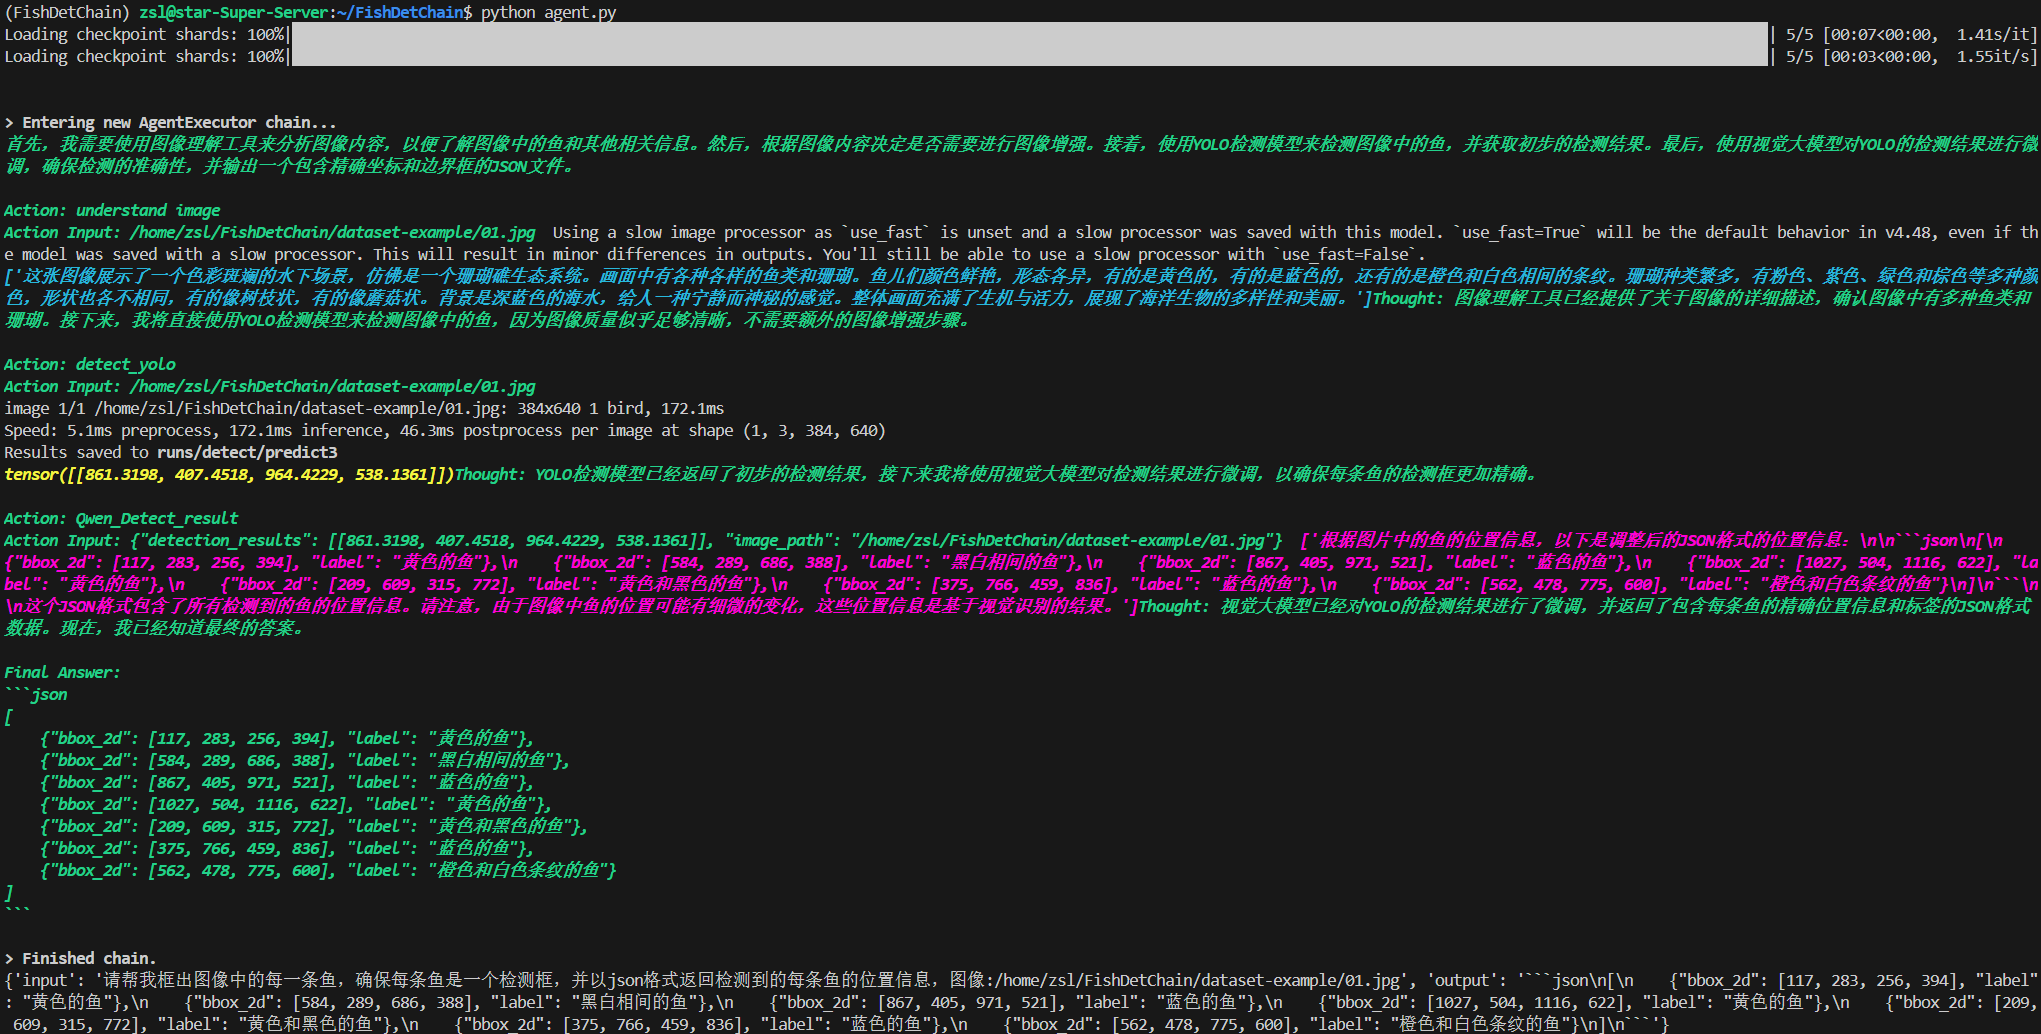 (FishDetChain) zsl@star-Super-Server:~/FishDetChain$ python agent.py
Loading checkpoint shards: 100%| | 5/5 [00:07<00:00,  1.41s/it]
Loading checkpoint shards: 100%| | 5/5 [00:03<00:00,  1.55it/s]
> Entering new AgentExecutor chain...
首先，我需要使用图像理解工具来分析图像内容，以便了解图像中的鱼和其他相关信息。然后，根据图像内容决定是否需要进行图像增强。接着，使用YOLO检测模型来检测图像中的鱼，并获取初步的检测结果。最后，使用视觉大模型对YOLO的检测结果进行微
调，确保检测的准确性，并输出一个包含精确坐标和边界框的JSON文件。
Action: understand image
Action Input: /home/zsl/FishDetChain/dataset-example/01.jpg  Using a slow image processor as `use_fast` is unset and a slow processor was saved with this model. `use_fast=True` will be the default behavior in v4.48, even if th
e model was saved with a slow processor. This will result in minor differences in outputs. You'll still be able to use a slow processor with `use_fast=False`.
['这张图像展示了一个色彩斑斓的水下场景，仿佛是一个珊瑚礁生态系统。画面中有各种各样的鱼类和珊瑚。鱼儿们颜色鲜艳，形态各异，有的是黄色的，有的是蓝色的，还有的是橙色和白色相间的条纹。珊瑚种类繁多，有粉色、紫色、绿色和棕色等多种颜
色，形状也各不相同，有的像树枝状，有的像蘑菇状。背景是深蓝色的海水，给人一种宁静而神秘的感觉。整体画面充满了生机与活力，展现了海洋生物的多样性和美丽。']Thought: 图像理解工具已经提供了关于图像的详细描述，确认图像中有多种鱼类和
珊瑚。接下来，我将直接使用YOLO检测模型来检测图像中的鱼，因为图像质量似乎足够清晰，不需要额外的图像增强步骤。
Action: detect_yolo
Action Input: /home/zsl/FishDetChain/dataset-example/01.jpg
image 1/1 /home/zsl/FishDetChain/dataset-example/01.jpg: 384x640 1 bird, 172.1ms
Speed: 5.1ms preprocess, 172.1ms inference, 46.3ms postprocess per image at shape (1, 3, 384, 640)
Results saved to runs/detect/predict3
tensor([[861.3198, 407.4518, 964.4229, 538.1361]])Thought: YOLO检测模型已经返回了初步的检测结果，接下来我将使用视觉大模型对检测结果进行微调，以确保每条鱼的检测框更加精确。
Action: Qwen_Detect_result
Action Input: {"detection_results": [[861.3198, 407.4518, 964.4229, 538.1361]], "image_path": "/home/zsl/FishDetChain/dataset-example/01.jpg"}  ['根据图片中的鱼的位置信息，以下是调整后的JSON格式的位置信息：\n\n```json\n[\n
{"bbox_2d": [117, 283, 256, 394], "label": "黄色的鱼"},\n    {"bbox_2d": [584, 289, 686, 388], "label": "黑白相间的鱼"},\n    {"bbox_2d": [867, 405, 971, 521], "label": "蓝色的鱼"},\n    {"bbox_2d": [1027, 504, 1116, 622], "la
bel": "黄色的鱼"},\n    {"bbox_2d": [209, 609, 315, 772], "label": "黄色和黑色的鱼"},\n    {"bbox_2d": [375, 766, 459, 836], "label": "蓝色的鱼"},\n    {"bbox_2d": [562, 478, 775, 600], "label": "橙色和白色条纹的鱼"}\n]\n```\n
\n这个JSON格式包含了所有检测到的鱼的位置信息。请注意，由于图像中鱼的位置可能有细微的变化，这些位置信息是基于视觉识别的结果。']Thought: 视觉大模型已经对YOLO的检测结果进行了微调，并返回了包含每条鱼的精确位置信息和标签的JSON格式
数据。现在，我已经知道最终的答案。
Final Answer:
```json
[
    {"bbox_2d": [117, 283, 256, 394], "label": "黄色的鱼"},
    {"bbox_2d": [584, 289, 686, 388], "label": "黑白相间的鱼"},
    {"bbox_2d": [867, 405, 971, 521], "label": "蓝色的鱼"},
    {"bbox_2d": [1027, 504, 1116, 622], "label": "黄色的鱼"},
    {"bbox_2d": [209, 609, 315, 772], "label": "黄色和黑色的鱼"},
    {"bbox_2d": [375, 766, 459, 836], "label": "蓝色的鱼"},
    {"bbox_2d": [562, 478, 775, 600], "label": "橙色和白色条纹的鱼"}
]
```
> Finished chain.
{'input': '请帮我框出图像中的每一条鱼，确保每条鱼是一个检测框，并以json格式返回检测到的每条鱼的位置信息，图像:/home/zsl/FishDetChain/dataset-example/01.jpg', 'output': '```json\n[\n    {"bbox_2d": [117, 283, 256, 394], "label"
: "黄色的鱼"},\n    {"bbox_2d": [584, 289, 686, 388], "label": "黑白相间的鱼"},\n    {"bbox_2d": [867, 405, 971, 521], "label": "蓝色的鱼"},\n    {"bbox_2d": [1027, 504, 1116, 622], "label": "黄色的鱼"},\n    {"bbox_2d": [209,
 609, 315, 772], "label": "黄色和黑色的鱼"},\n    {"bbox_2d": [375, 766, 459, 836], "label": "蓝色的鱼"},\n    {"bbox_2d": [562, 478, 775, 600], "label": "橙色和白色条纹的鱼"}\n]\n```'}